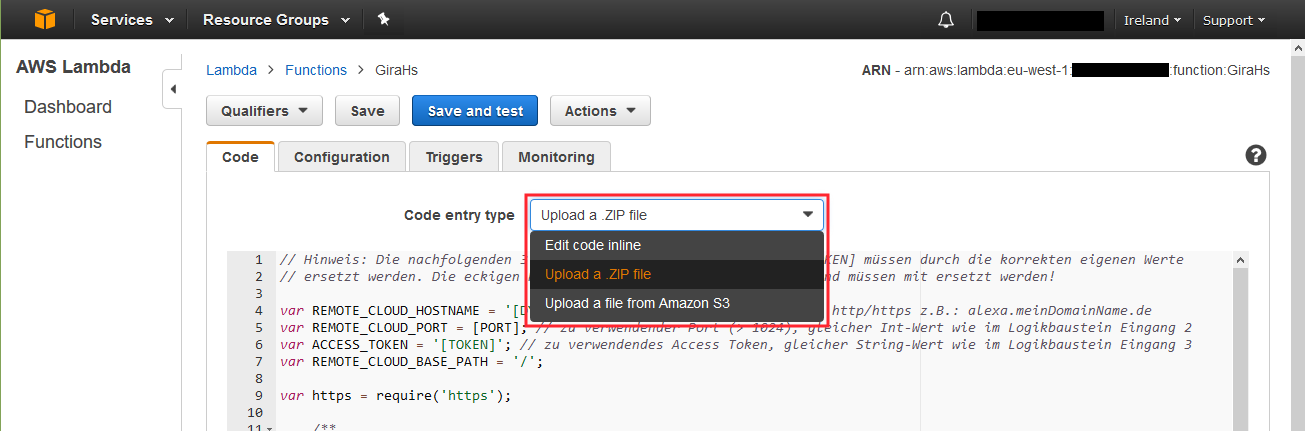 Services Resource Groups Ireland Support
AWS Lambda
Dashboard
Functions
Lambda > Functions > GiraHs
ARN - arn:aws:lambda:eu-west-1: :function:GiraHs
Qualifiers Save Save and test Actions
Code Configuration Triggers Monitoring
Code entry type Upload a .ZIP file
Edit code inline
Upload a .ZIP file
Upload a file from Amazon S3
1 // Hinweis: Die nachfolgenden 3 KEN] müssen durch die korrekten eigenen Werte
2 // ersetzt werden. Die eckigen nd müssen mit ersetzt werden!
3
4 var REMOTE_CLOUD_HOSTNAME = '[D http/https z.B.: alexa.meinDomainName.de
5 var REMOTE_CLOUD_PORT = [PORT]; // zu verwendender Port (> 1024), gleicher Int-Wert wie im Logikbaustein Eingang 2
6 var ACCESS_TOKEN = '[TOKEN]'; // zu verwendendes Access Token, gleicher String-Wert wie im Logikbaustein Eingang 3
7 var REMOTE_CLOUD_BASE_PATH = '/';
8
9 var https = require('https');
10
11 /**